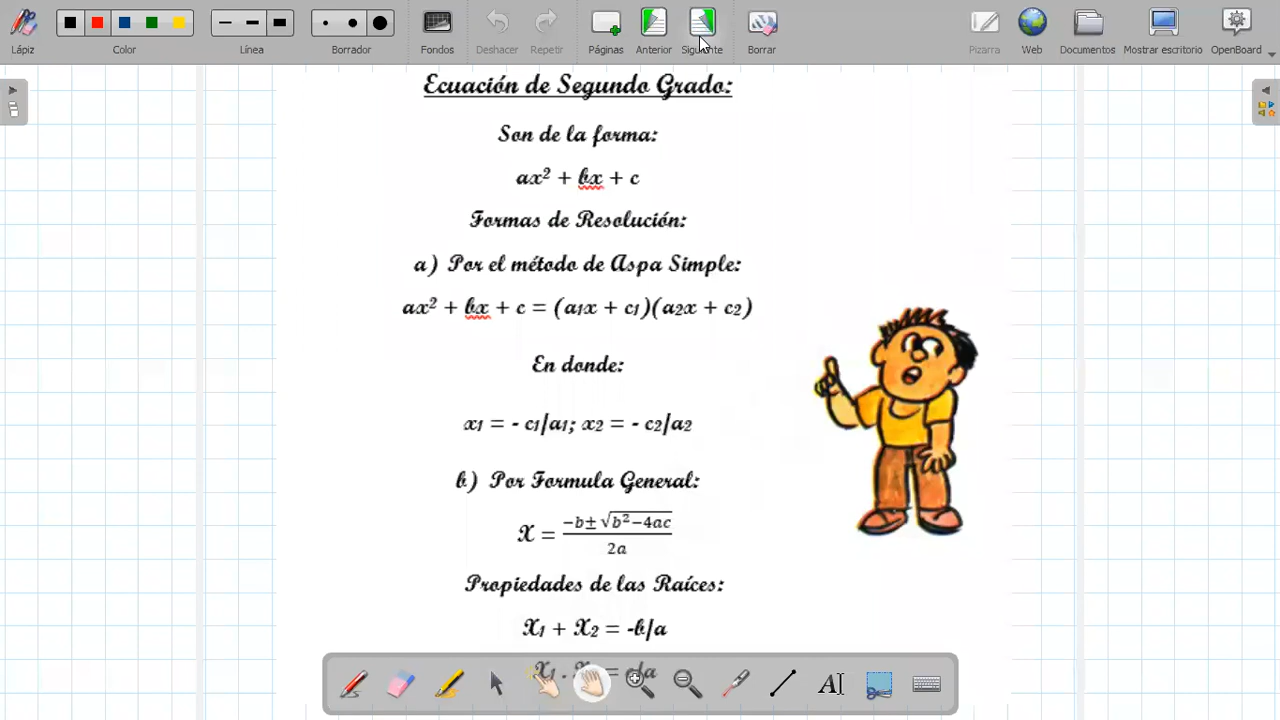 Lápiz Color Línea Borrador Fondos Deshacer Repetir Páginas Anterior Siguiente Borrar Pizarra Web Documentos Mostrar escritorio OpenBoard
Ecuación de Segundo Grado:
Son de la forma:
ax² + bx + c
Formas de Resolución:
a) Por el método de Aspa Simple:
ax² + bx + c = (a1x + c1)(a2x + c2)
En donde:
x1 = - c1/a1; x2 = - c2/a2
b) Por Formula General:
X = −b± √b²−4ac / 2a
Propiedades de las Raíces:
X1 + X2 = -b/a